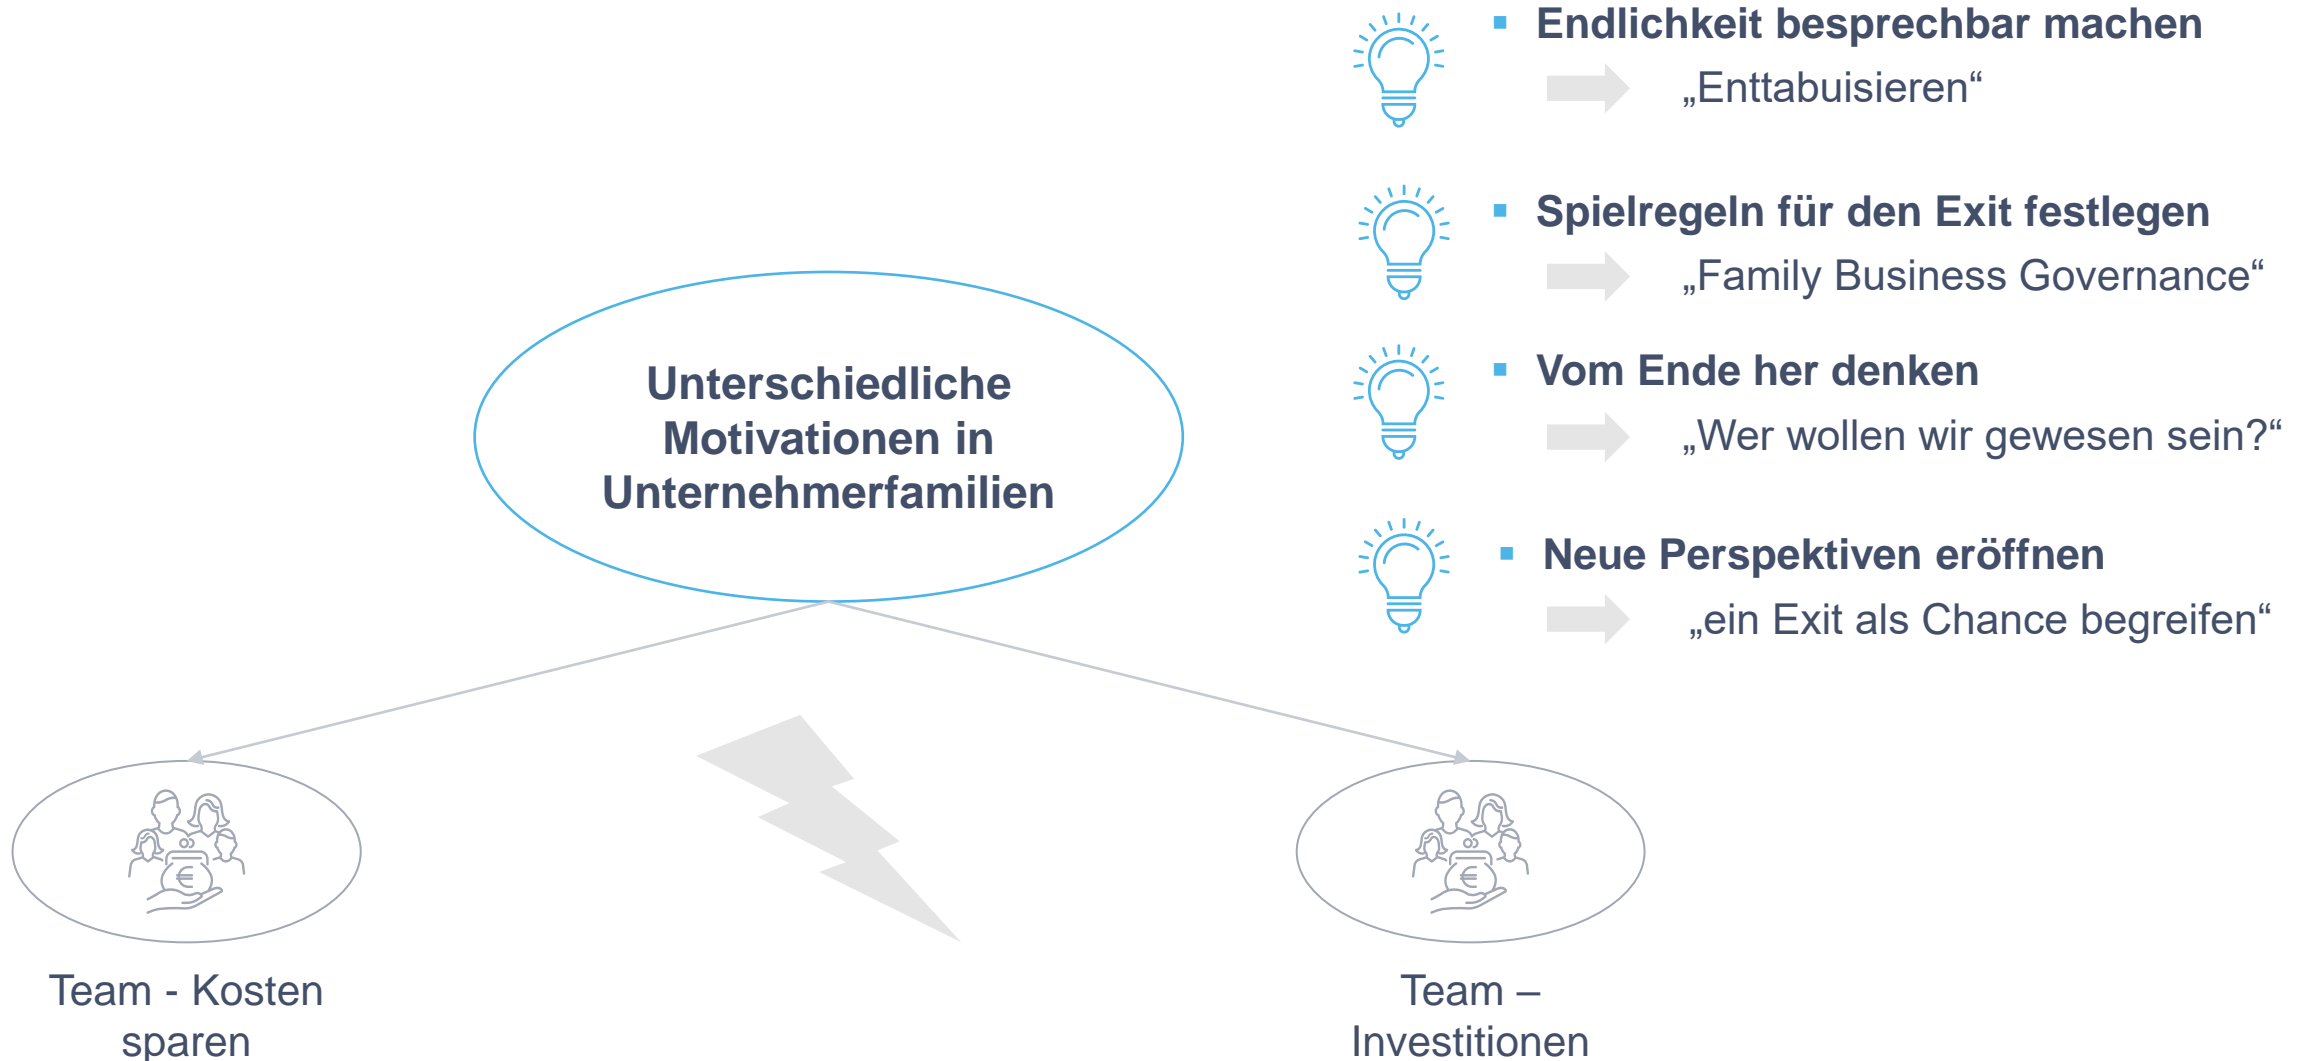 ▪ Endlichkeit besprechbar machen
„Enttabuisieren“
▪ Spielregeln für den Exit festlegen
„Family Business Governance“
▪ Vom Ende her denken
„Wer wollen wir gewesen sein?“
▪ Neue Perspektiven eröffnen
„ein Exit als Chance begreifen“
Unterschiedliche
Motivationen in
Unternehmerfamilien
€
€
Team - Kosten
sparen
Team –
Investitionen